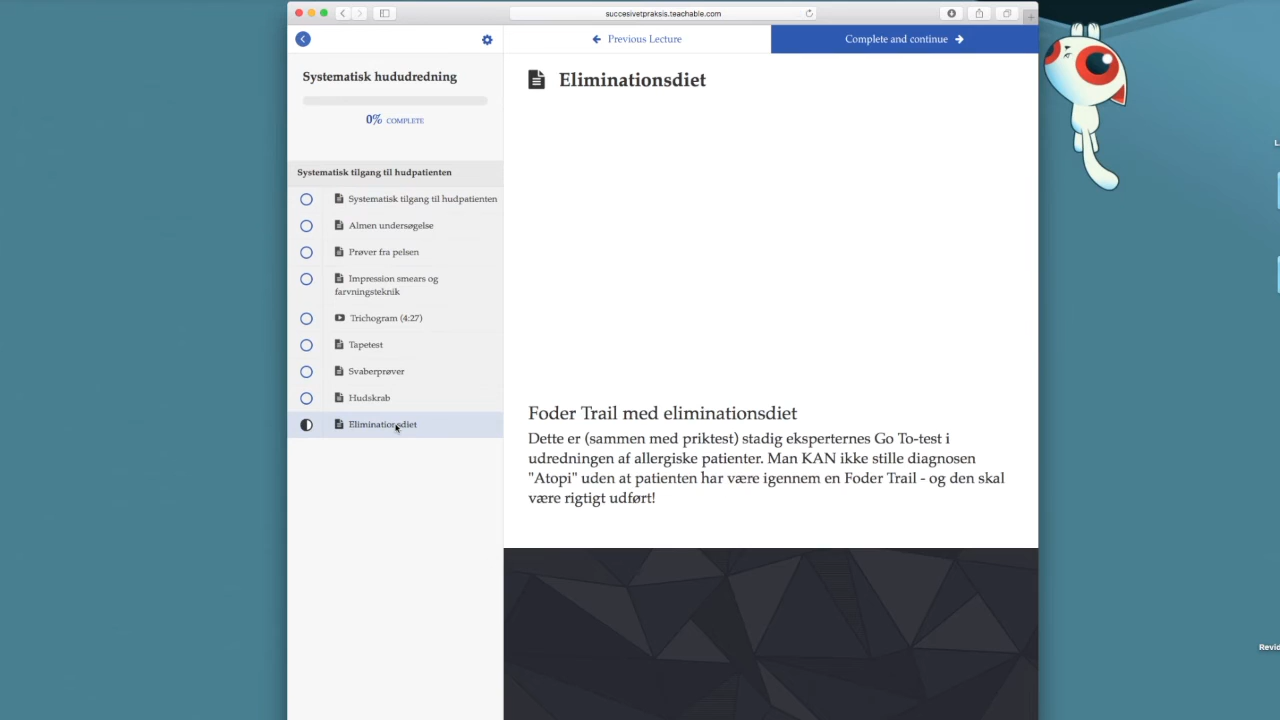 succesivetpraksis.teachable.com
Previous Lecture
Complete and continue
Systematisk hududredning
0% COMPLETE
Systematisk tilgang til hudpatienten
Systematisk tilgang til hudpatienten
Almen undersøgelse
Prøver fra pelsen
Impression smears og
farvningsteknik
Trichogram (4:27)
Tapetest
Svaberprøver
Hudskrab
Eliminationsdiet
Eliminationsdiet
Foder Trail med eliminationsdiet
Dette er (sammen med priktest) stadig eksperternes Go To-test i
udredningen af allergiske patienter. Man KAN ikke stille diagnosen
"Atopi" uden at patienten har være igennem en Foder Trail - og den skal
være rigtigt udført!